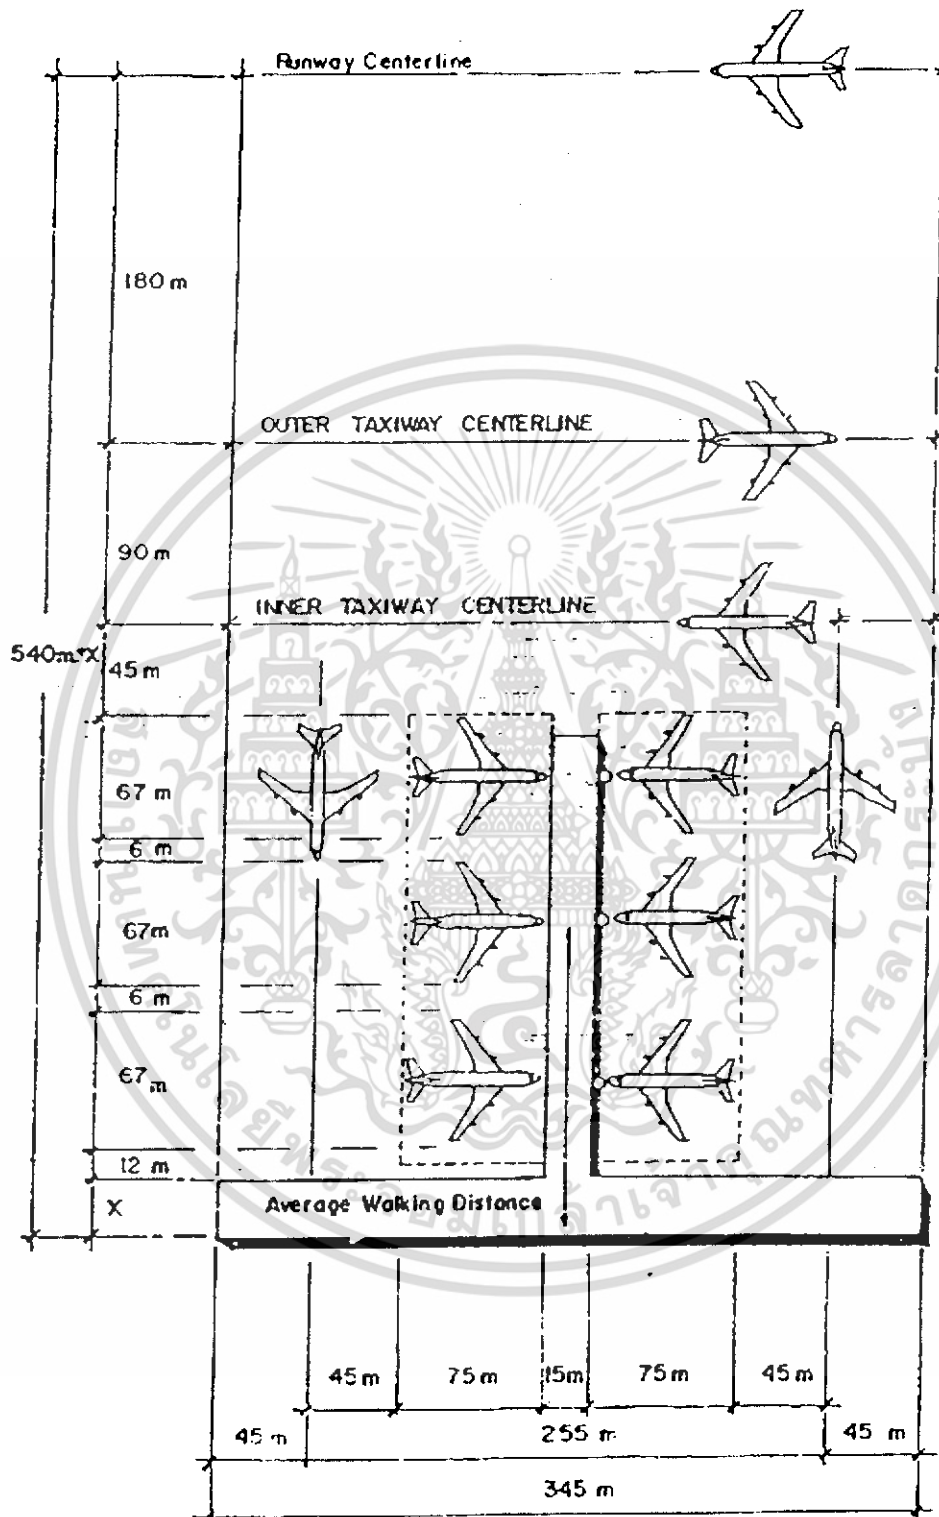 Runway Centerline
180 m
OUTER TAXIWAY CENTERLINE
90 m
INNER TAXIWAY CENTERLINE
540m+X
45 m
67 m
6 m
67m
6 m
67m
12 m
X
Average Walking Distance
45 m
75 m
15m
75 m
45 m
45 m
255 m
45 m
345 m